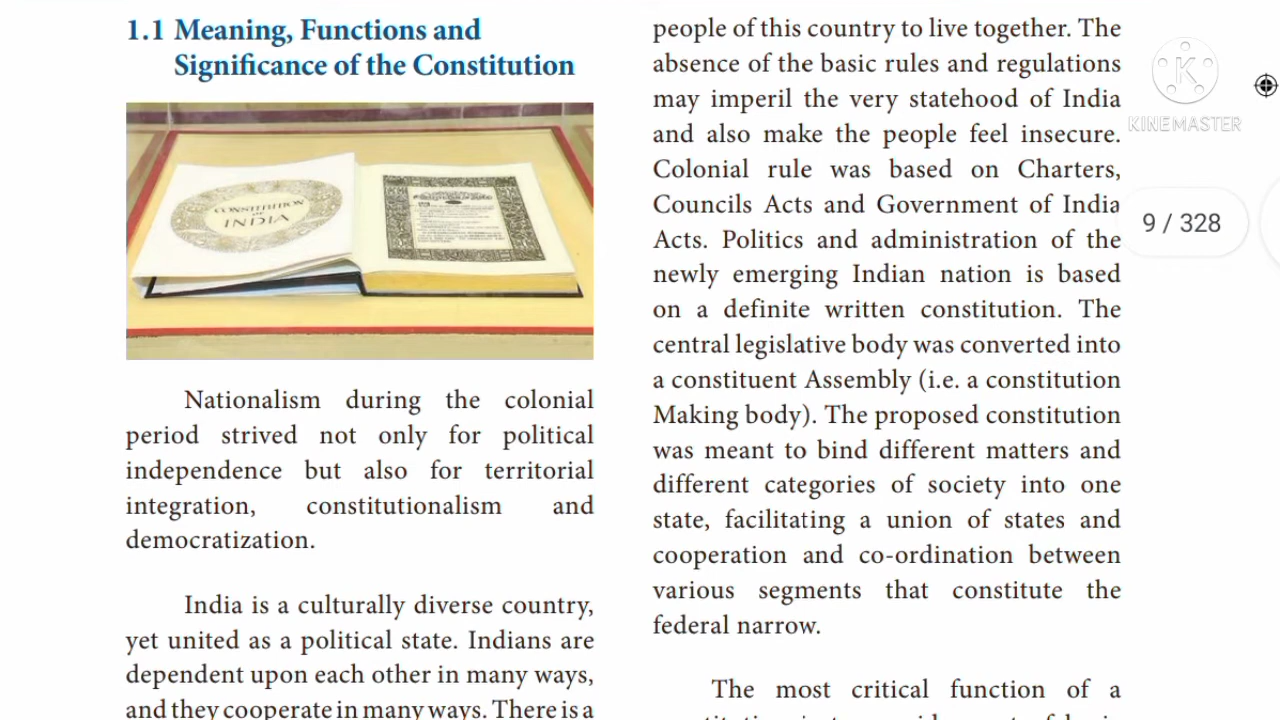 1.1 Meaning, Functions and
Significance of the Constitution
CONSTITUTION
OF
INDIA
Nationalism during the colonial
period strived not only for political
independence but also for territorial
integration, constitutionalism and
democratization.
India is a culturally diverse country,
yet united as a political state. Indians are
dependent upon each other in many ways,
and they cooperate in many ways. There is a
people of this country to live together. The
absence of the basic rules and regulations
may imperil the very statehood of India
and also make the people feel insecure.
Colonial rule was based on Charters,
Councils Acts and Government of India
Acts. Politics and administration of the
newly emerging Indian nation is based
on a definite written constitution. The
central legislative body was converted into
a constituent Assembly (i.e. a constitution
Making body). The proposed constitution
was meant to bind different matters and
different categories of society into one
state, facilitating a union of states and
cooperation and co-ordination between
various segments that constitute the
federal narrow.
The most critical function of a
K
KINEMASTER
9 / 328